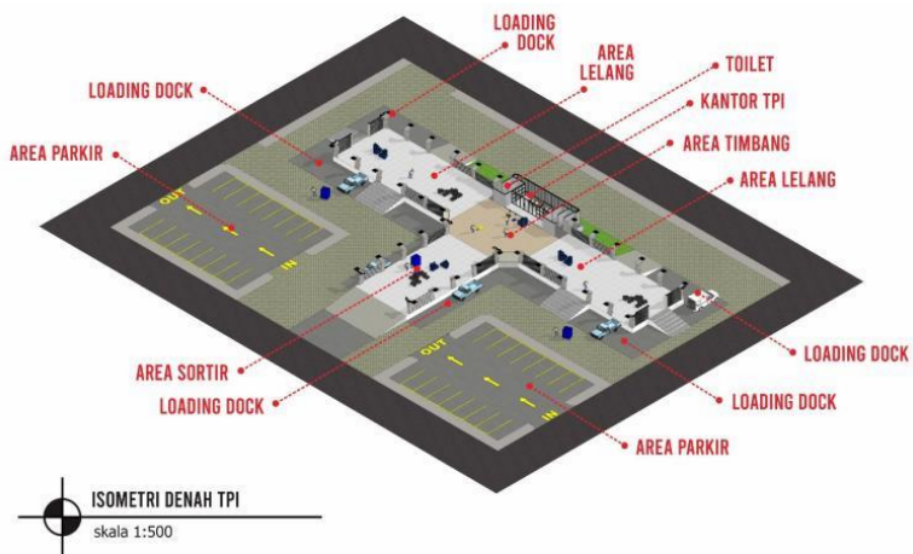 LOADING
DOCK
AREA
LELANG
TOILET
LOADING DOCK
KANTOR TPI
AREA PARKIR
AREA TIMBANG
AREA LELANG
OUT
IN
AREA SORTIR
LOADING DOCK
OUT
IN
LOADING DOCK
LOADING DOCK
AREA PARKIR
ISOMETRI DENAH TPI
skala 1:500